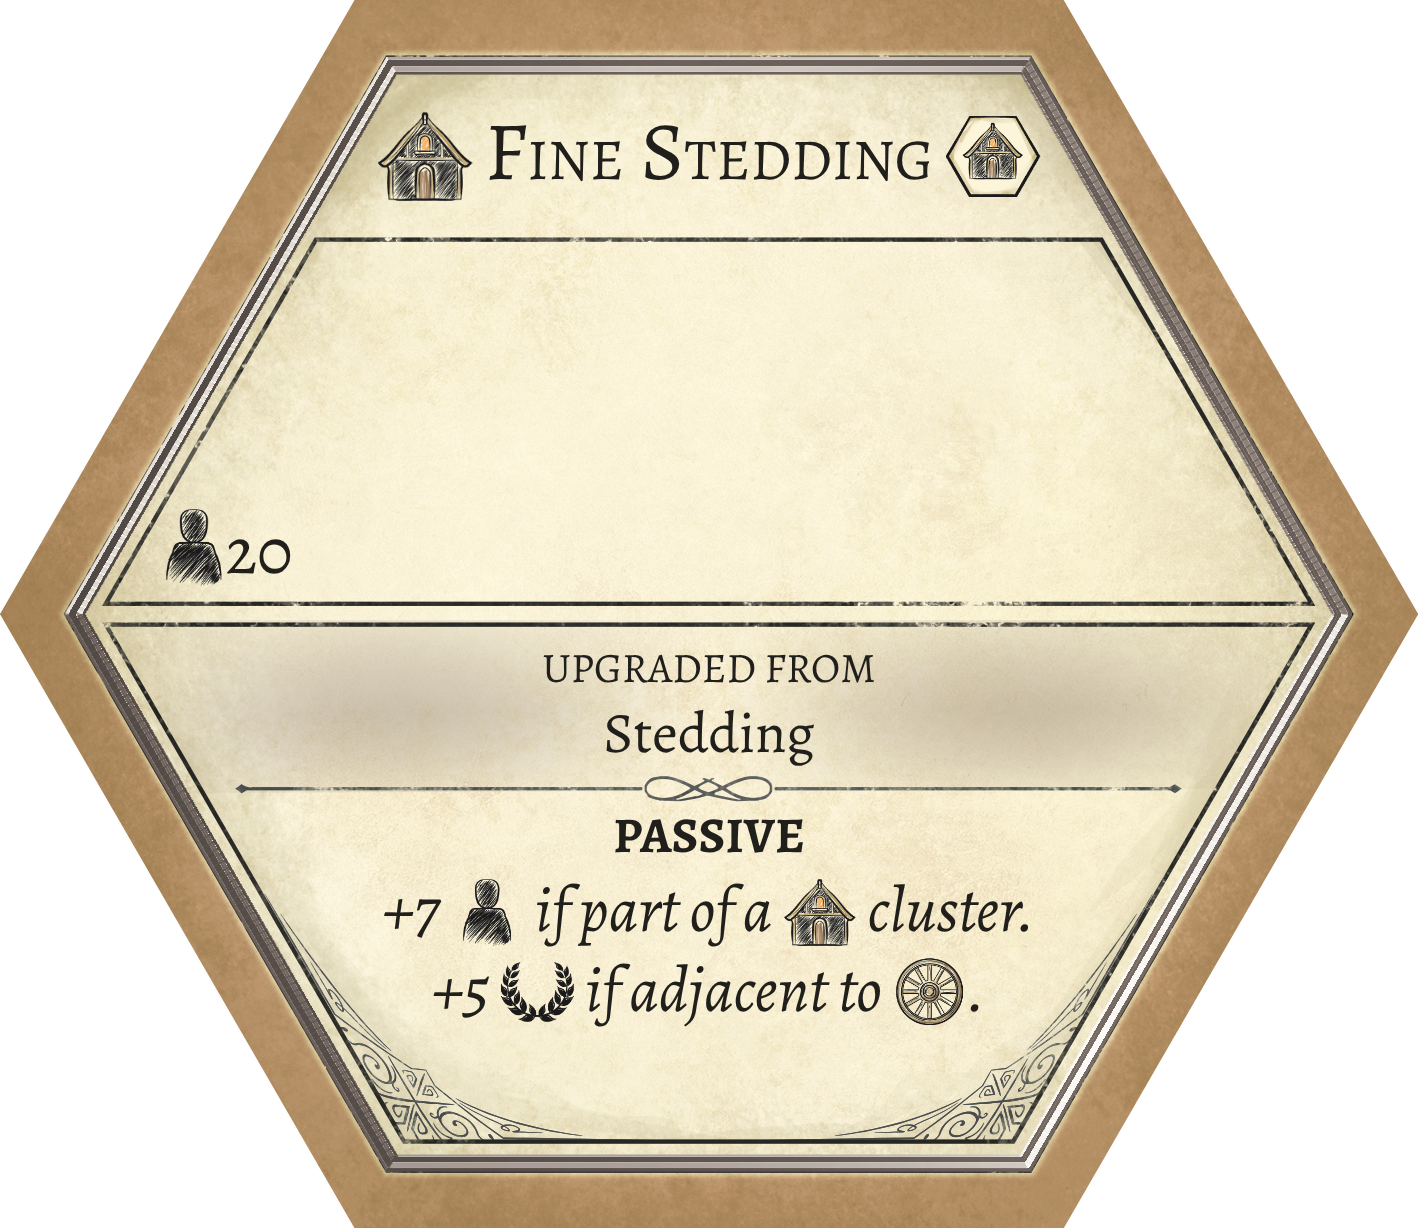 Fine Stedding
20
UPGRADED FROM
Stedding
PASSIVE
+7 if part of a cluster.
+5 if adjacent to .